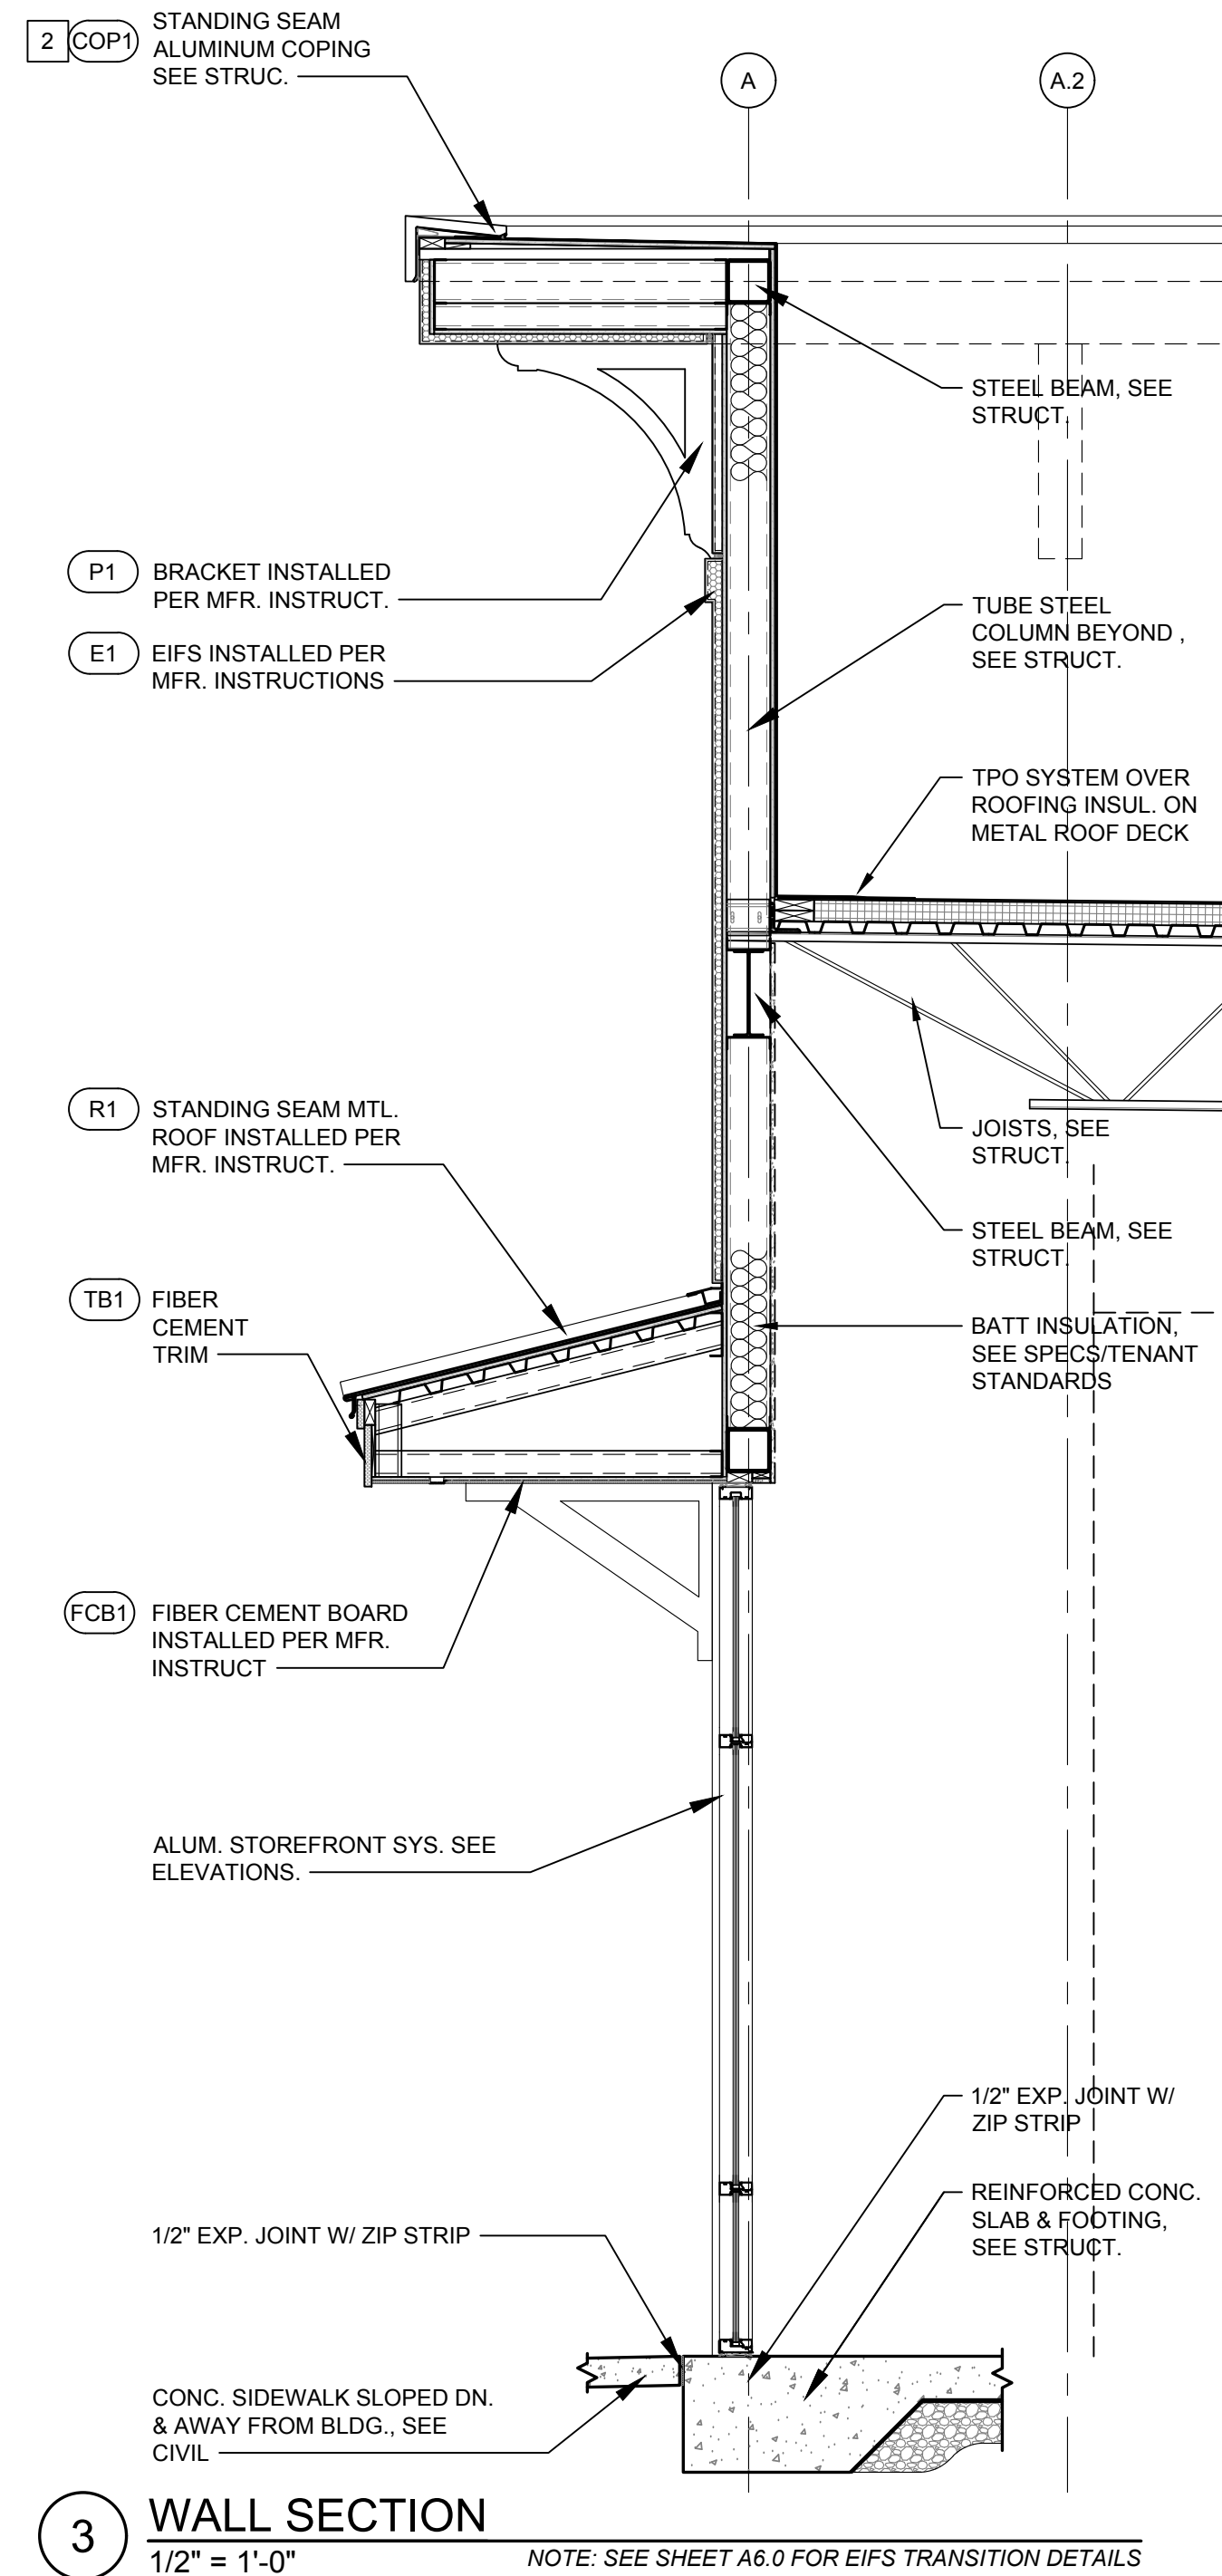 2 COP1 STANDING SEAM
ALUMINUM COPING
SEE STRUC.
A
A.2
STEEL BEAM, SEE
STRUCT.
P1 BRACKET INSTALLED
PER MFR. INSTRUCT.
E1 EIFS INSTALLED PER
MFR. INSTRUCTIONS
TUBE STEEL
COLUMN BEYOND ,
SEE STRUCT.
TPO SYSTEM OVER
ROOFING INSUL. ON
METAL ROOF DECK
R1 STANDING SEAM MTL.
ROOF INSTALLED PER
MFR. INSTRUCT.
JOISTS, SEE
STRUCT.
STEEL BEAM, SEE
STRUCT.
TB1 FIBER
CEMENT
TRIM
BATT INSULATION,
SEE SPECS/TENANT
STANDARDS
FCB1 FIBER CEMENT BOARD
INSTALLED PER MFR.
INSTRUCT
ALUM. STOREFRONT SYS. SEE
ELEVATIONS.
1/2" EXP. JOINT W/
ZIP STRIP
REINFORCED CONC.
SLAB & FOOTING,
SEE STRUCT.
1/2" EXP. JOINT W/ ZIP STRIP
CONC. SIDEWALK SLOPED DN.
& AWAY FROM BLDG., SEE
CIVIL
3 WALL SECTION
1/2" = 1'-0"
NOTE: SEE SHEET A6.0 FOR EIFS TRANSITION DETAILS